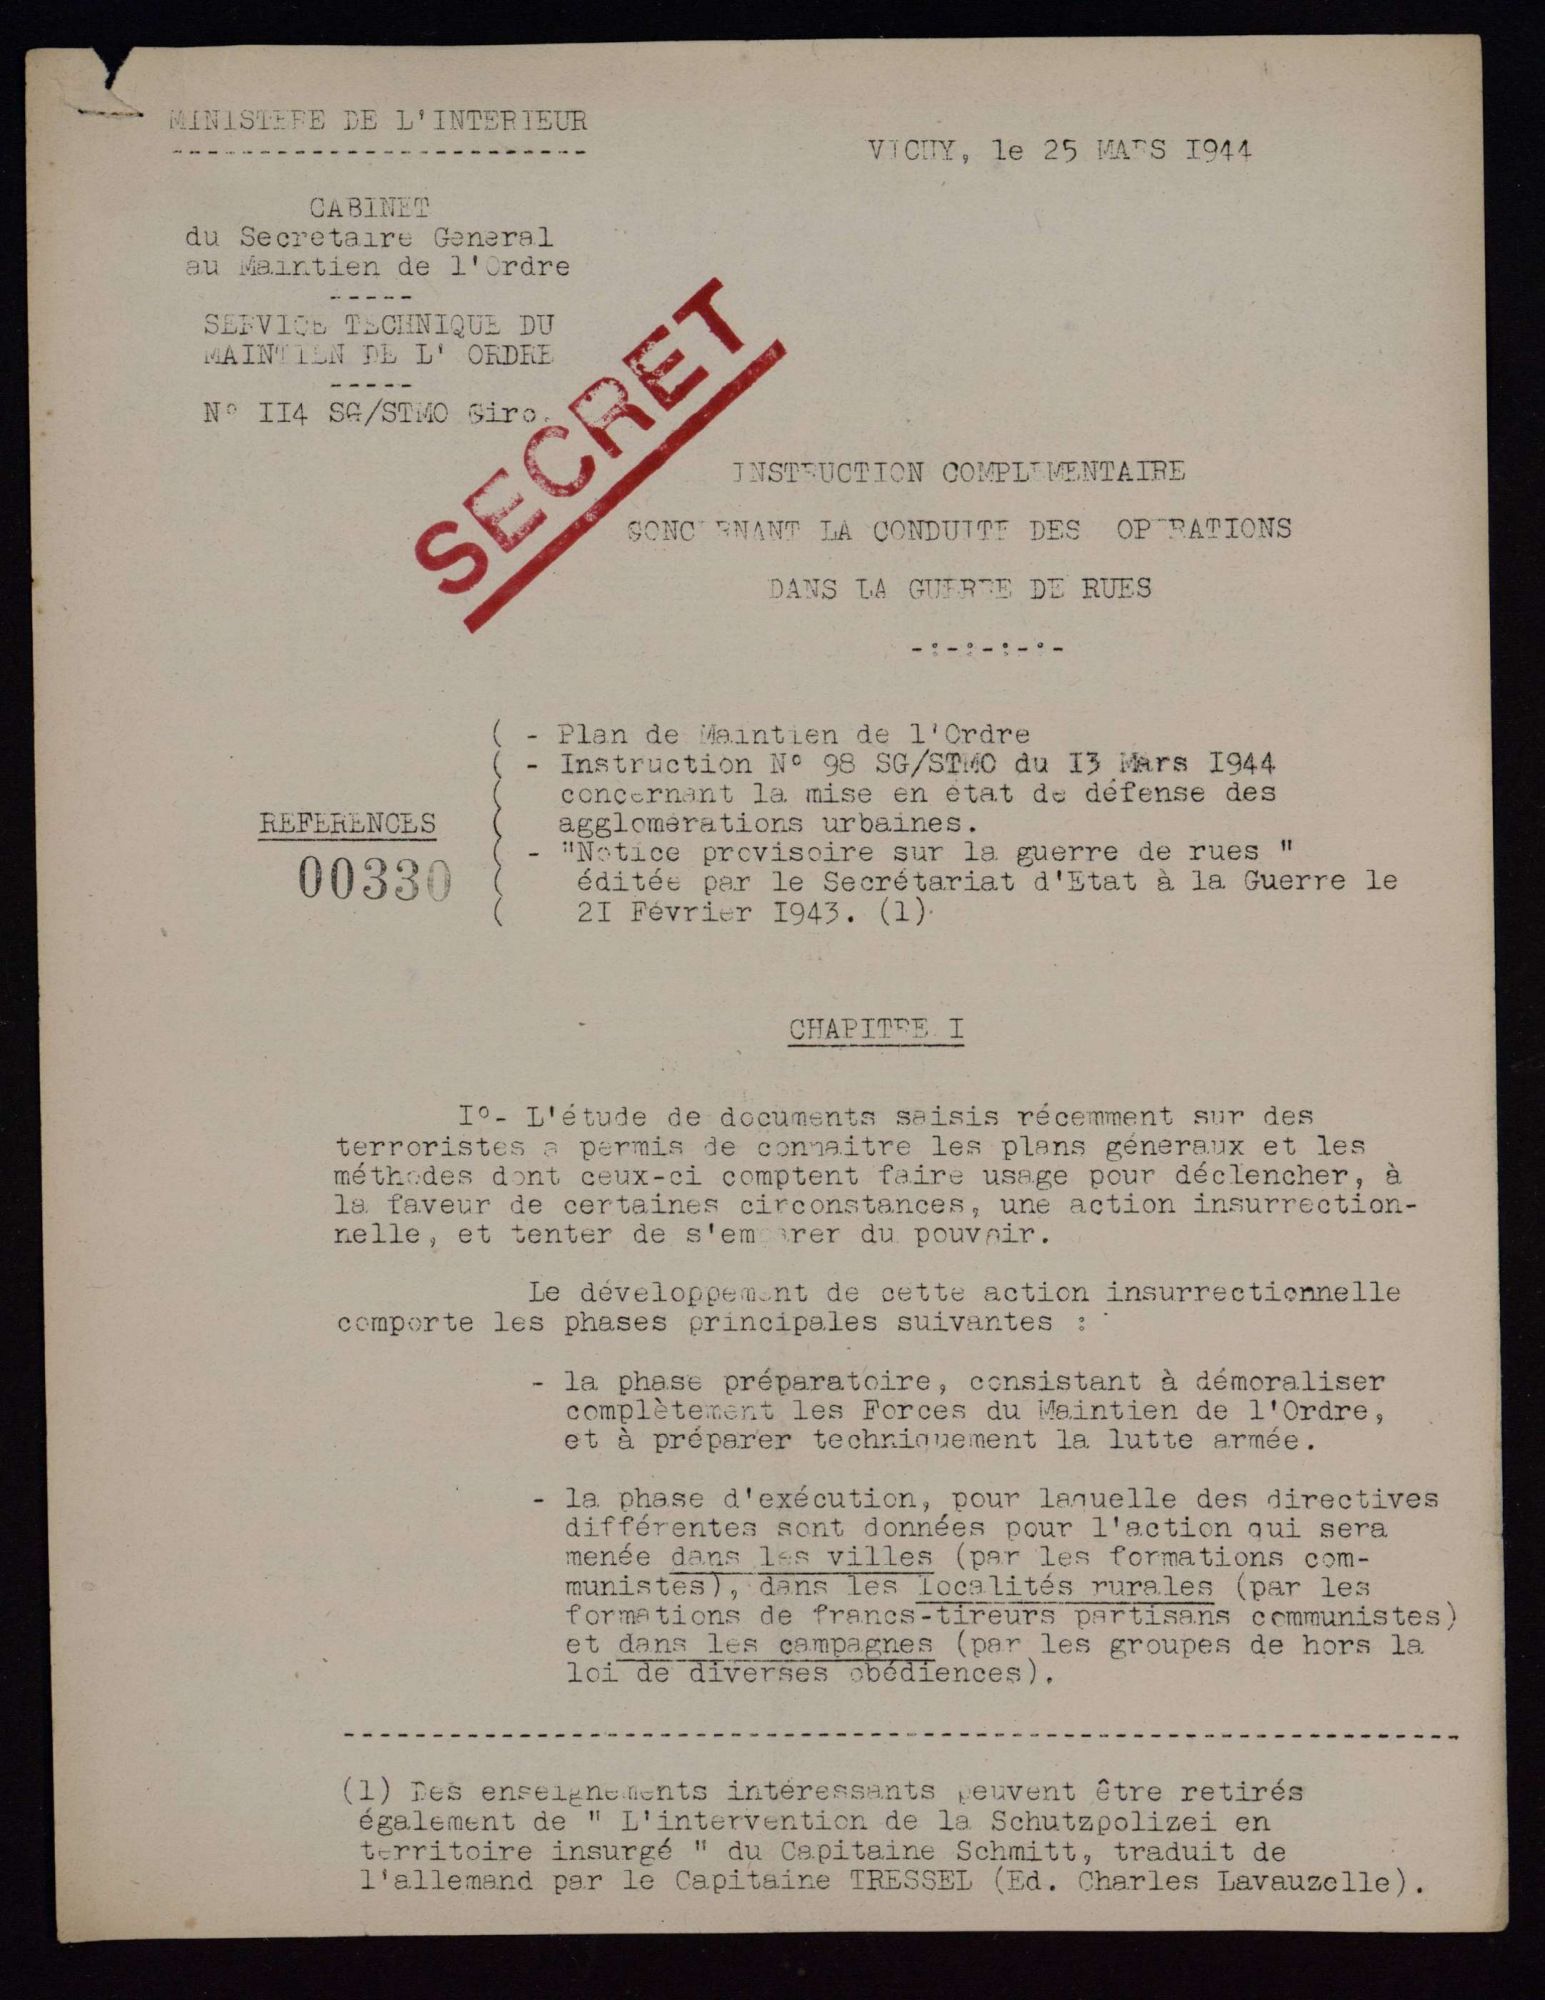 MINISTERE DE L'INTERIEUR
VICHY, le 25 MARS I944
CABINET
du Secretaire General
au Maintien de l'Ordre
SERVICE TECHNIQUE DU
MAINTIEN DE L' ORDRE
N° II4 SG/STMO Circ.
SECRET
INSTRUCTION COMPLEMENTAIRE
CONCERNANT LA CONDUITE DES OPERATIONS
DANS LA GUERRE DE RUES
-:-:-:-:-
( - Plan de Maintien de l'Ordre
( - Instruction N° 98 SG/STMO du I3 Mars I944
( concernant la mise en état de défense des
REFERENCES ( agglomérations urbaines.
( - "Notice provisoire sur la guerre de rues "
00330 ( éditée par le Secrétariat d'Etat à la Guerre le
( 2I Février I943. (1).
CHAPITRE I
I°- L'étude de documents saisis récemment sur des
terroristes a permis de connaitre les plans géneraux et les
méthodes dont ceux-ci comptent faire usage pour déclencher, à
la faveur de certaines circonstances, une action insurrection-
nelle, et tenter de s'emparer du pouvoir.
Le développement de cette action insurrectionnelle
comporte les phases principales suivantes :
- la phase préparatoire, consistant à démoraliser
complètement les Forces du Maintien de l'Ordre,
et à préparer techniquement la lutte armée.
- la phase d'exécution, pour laquelle des directives
différentes sont données pour l'action qui sera
menée dans les villes (par les formations com-
munistes), dans les localités rurales (par les
formations de francs-tireurs partisans communistes)
et dans les campagnes (par les groupes de hors la
loi de diverses obédiences).
(1) Des enseignements intéressants peuvent être retirés
également de " L'intervention de la Schutzpolizei en
territoire insurgé " du Capitaine Schmitt, traduit de
l'allemand par le Capitaine TRESSEL (Ed. Charles Lavauzelle).